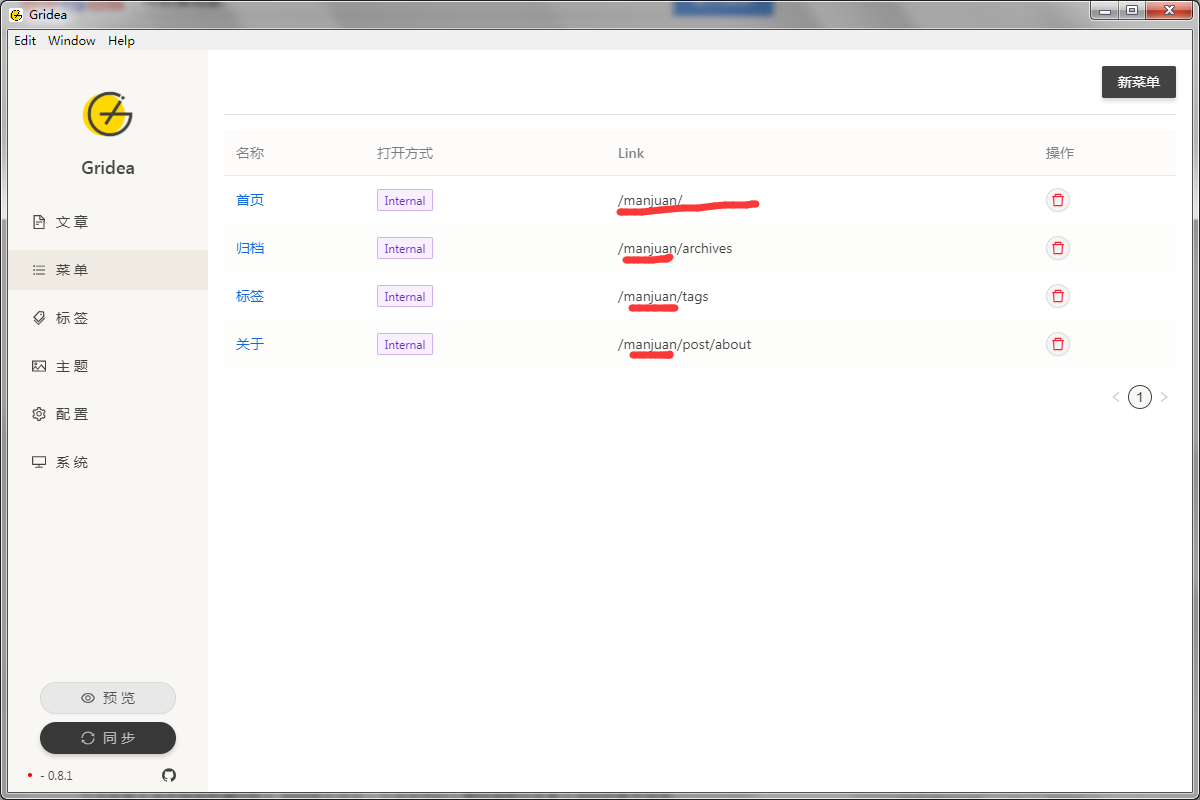 Gridea
Edit Window Help
新菜单
Gridea
名称 打开方式 Link 操作
首页 Internal /manjuan/
归档 Internal /manjuan/archives
标签 Internal /manjuan/tags
关于 Internal /manjuan/post/about
1
文章
菜单
标签
主题
配置
系统
预览
同步
- 0.8.1